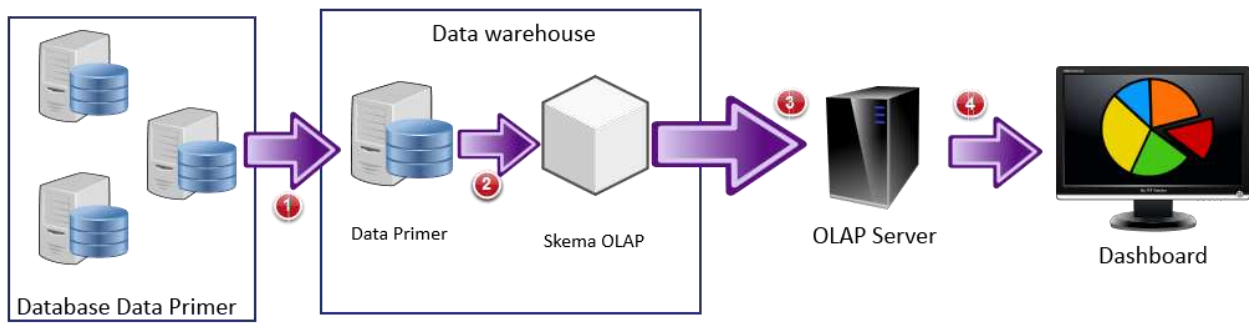 Data warehouse
1
2
3
4
Data Primer
Skema OLAP
OLAP Server
Dashboard
Database Data Primer